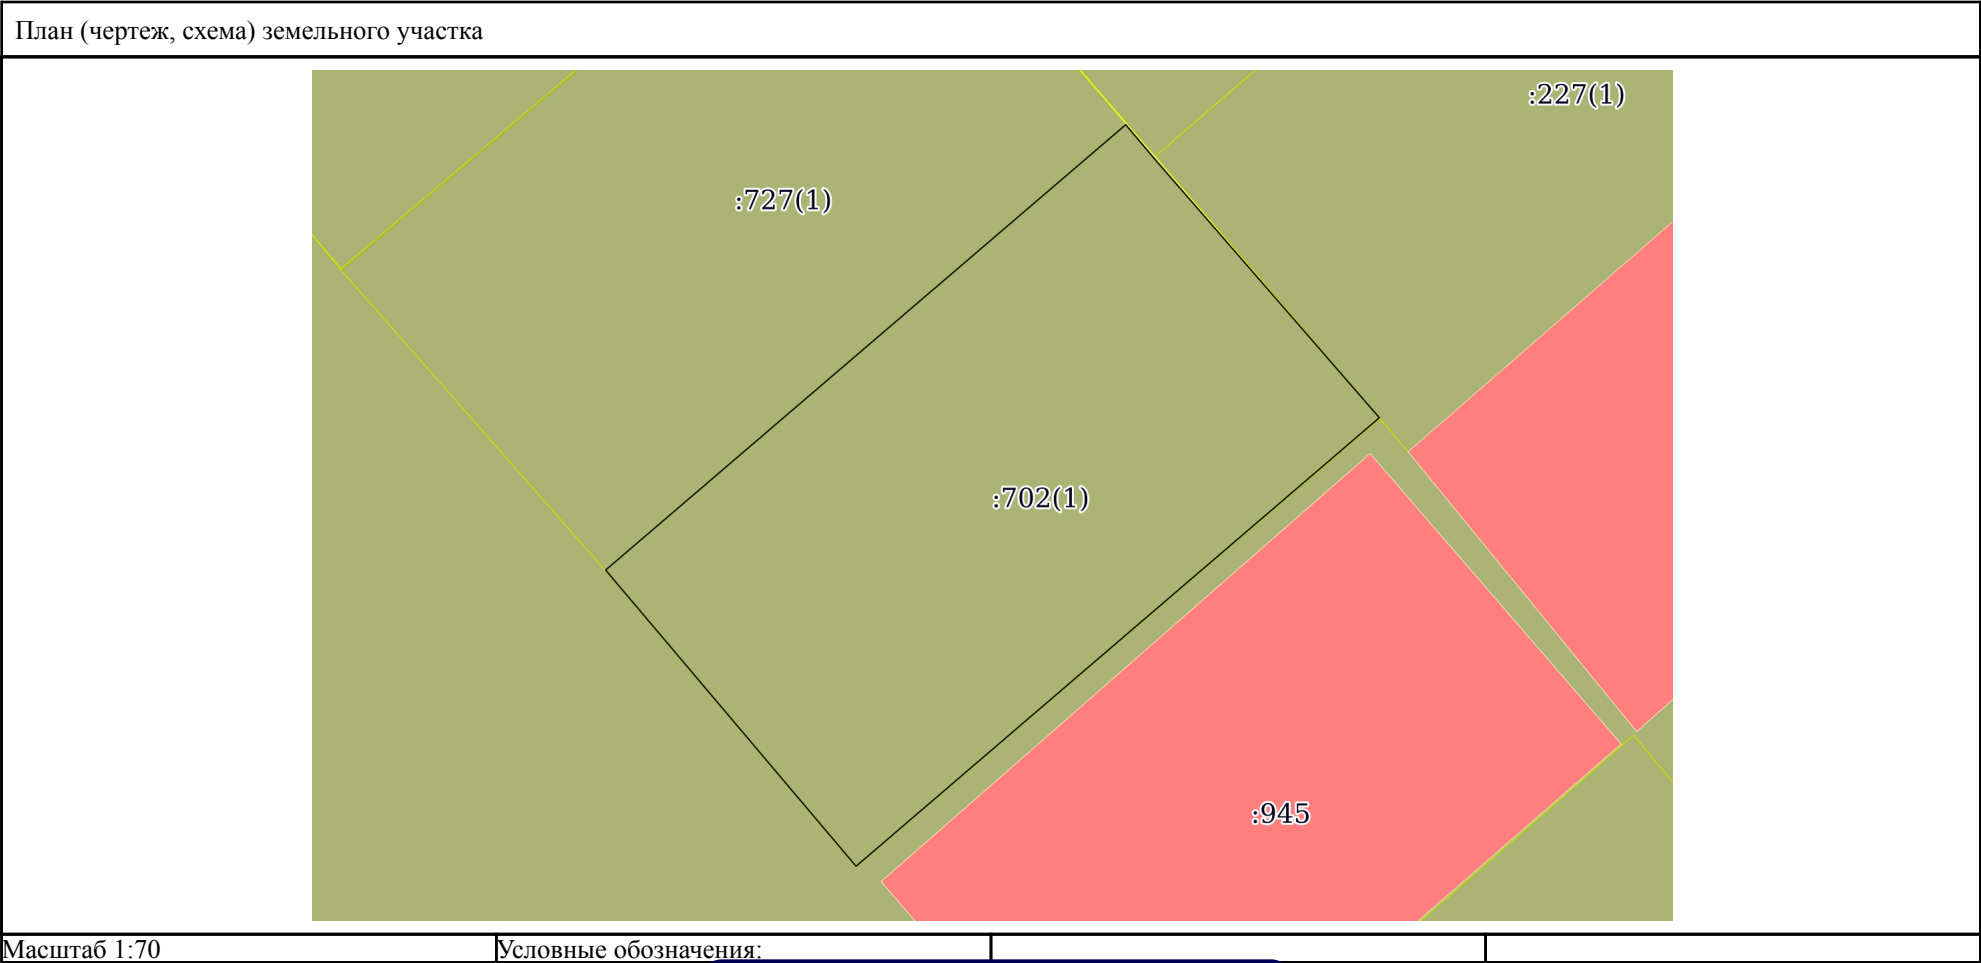 План (чертеж, схема) земельного участка
:227(1)
:727(1)
:702(1)
:945
Масштаб 1:70
Условные обозначения: